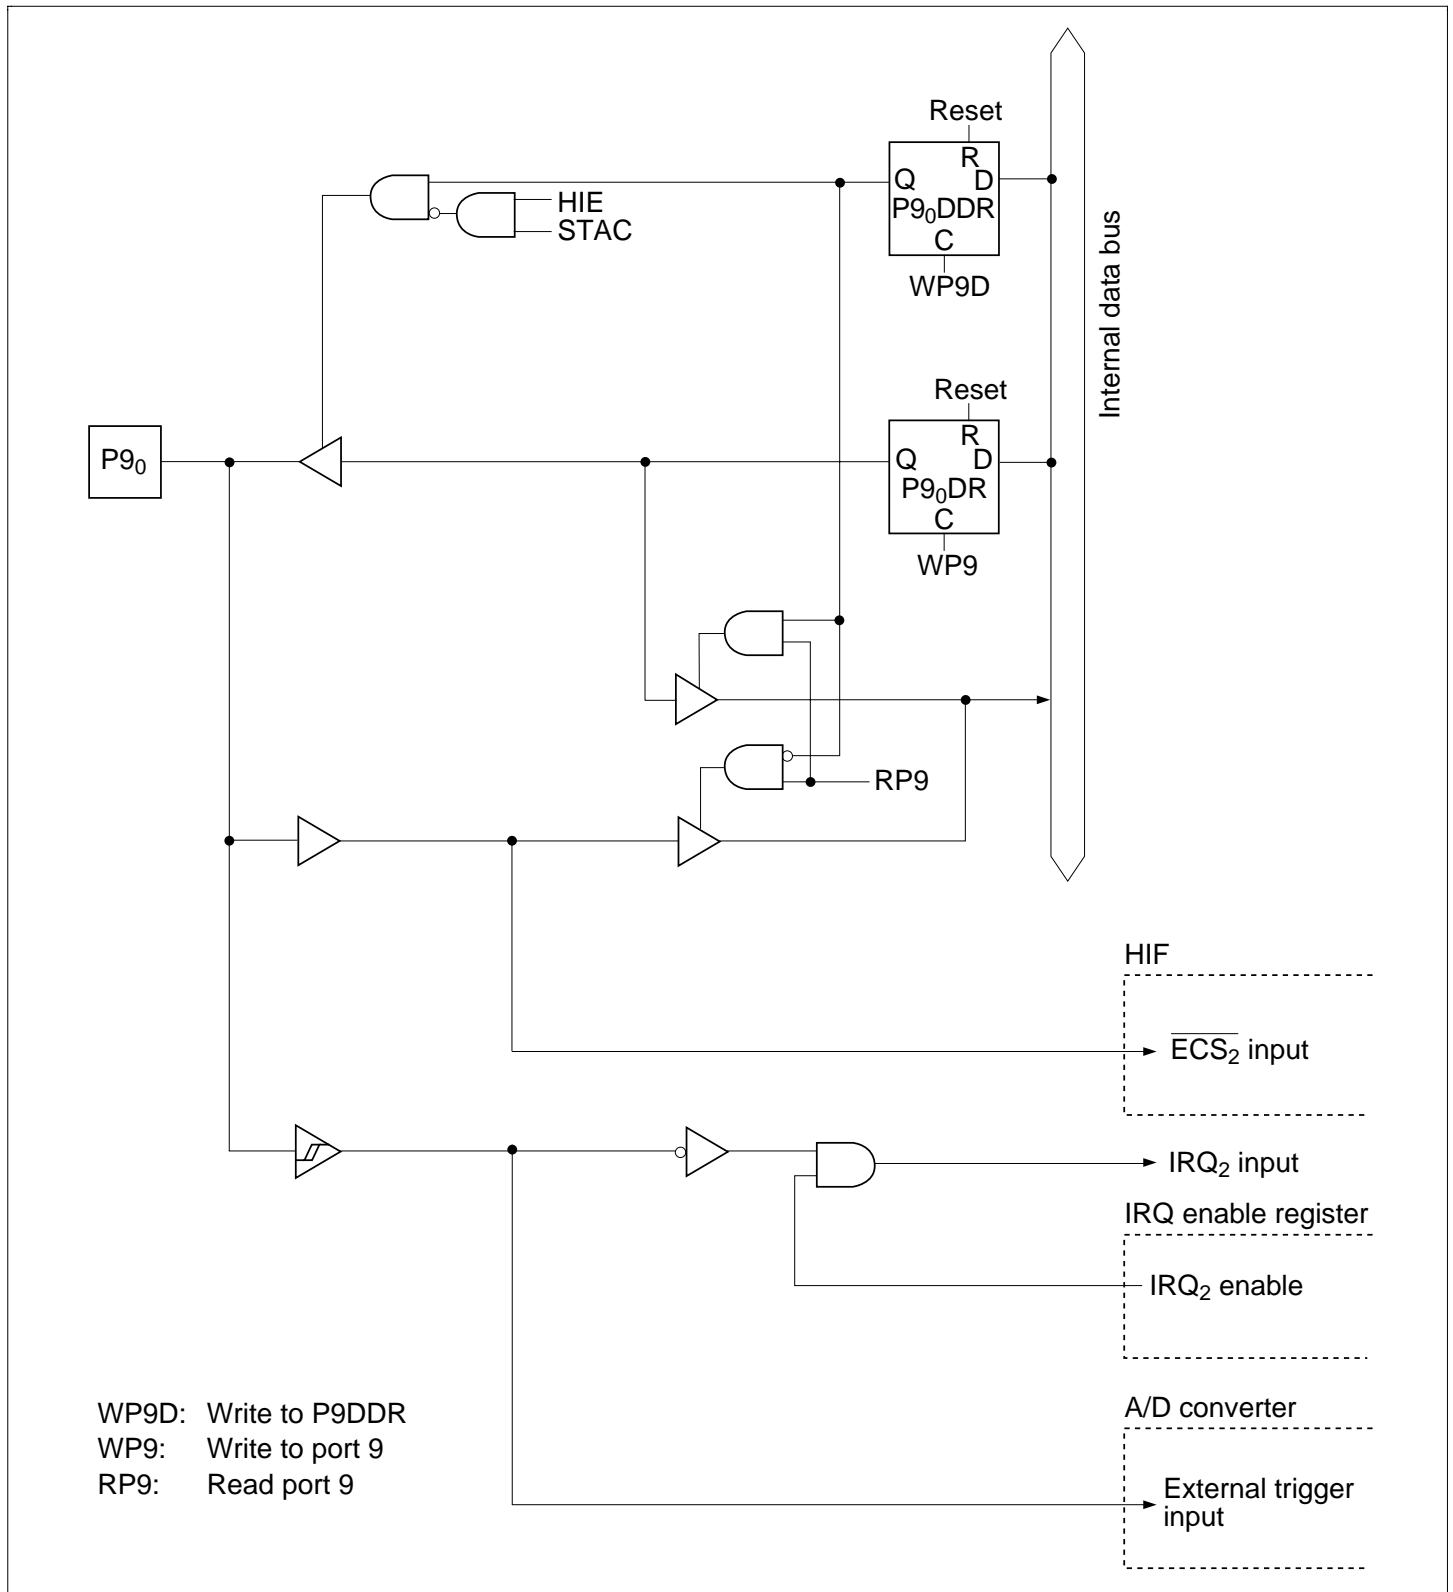 Reset
R
Q
D
P9₀DDR
C
WP9D
HIE
STAC
Internal data bus
Reset
R
Q
D
P9₀DR
C
WP9
P9₀
RP9
HIF
E̅C̅S̅₂̅ input
IRQ₂ input
IRQ enable register
IRQ₂ enable
A/D converter
External trigger
input
WP9D: Write to P9DDR
WP9: Write to port 9
RP9: Read port 9